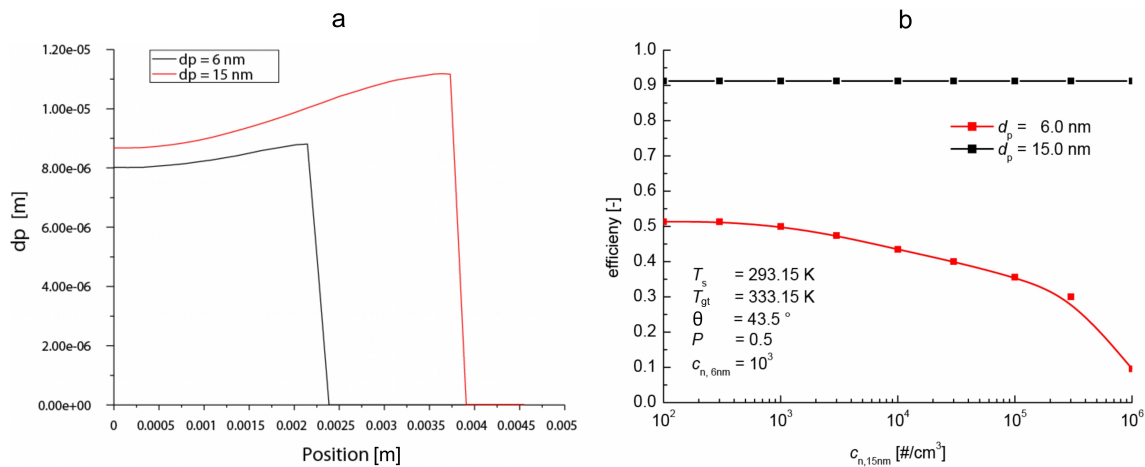 a
dp = 6 nm
dp = 15 nm
1.20e-05
1.00e-05
8.00e-06
6.00e-06
4.00e-06
2.00e-06
0.00e+00
dp [m]
0 0.0005 0.001 0.0015 0.002 0.0025 0.003 0.0035 0.004 0.0045 0.005
Position [m]
b
1.0
0.9
0.8
0.7
0.6
0.5
0.4
0.3
0.2
0.1
0.0
efficieny [-]
dp = 6.0 nm
dp = 15.0 nm
Ts = 293.15 K
Tgt = 333.15 K
θ = 43.5 °
P = 0.5
cn, 6nm = 10³
10² 10³ 10⁴ 10⁵ 10⁶
cn,15nm [#/cm³]